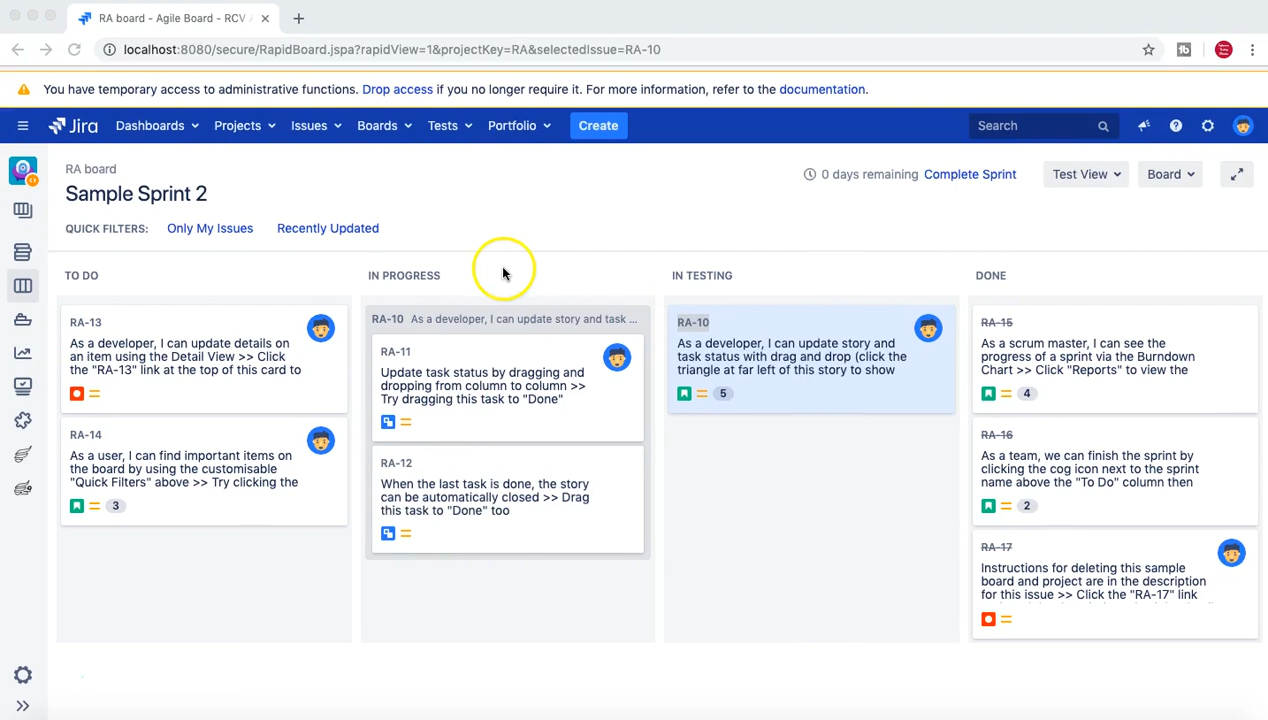 RA board - Agile Board - RCV
localhost:8080/secure/RapidBoard.jspa?rapidView=1&projectKey=RA&selectedIssue=RA-10
You have temporary access to administrative functions. Drop access if you no longer require it. For more information, refer to the documentation.
Jira Dashboards Projects Issues Boards Tests Portfolio Create Search
RA board
Sample Sprint 2
0 days remaining Complete Sprint Test View Board
QUICK FILTERS: Only My Issues Recently Updated
TO DO
RA-13
As a developer, I can update details on
an item using the Detail View >> Click
the "RA-13" link at the top of this card to
RA-14
As a user, I can find important items on
the board by using the customisable
"Quick Filters" above >> Try clicking the
3
IN PROGRESS
RA-10 As a developer, I can update story and task ...
RA-11
Update task status by dragging and
dropping from column to column >>
Try dragging this task to "Done"
RA-12
When the last task is done, the story
can be automatically closed >> Drag
this task to "Done" too
IN TESTING
RA-10
As a developer, I can update story and
task status with drag and drop (click the
triangle at far left of this story to show
5
DONE
RA-15
As a scrum master, I can see the
progress of a sprint via the Burndown
Chart >> Click "Reports" to view the
4
RA-16
As a team, we can finish the sprint by
clicking the cog icon next to the sprint
name above the "To Do" column then
2
RA-17
Instructions for deleting this sample
board and project are in the description
for this issue >> Click the "RA-17" link